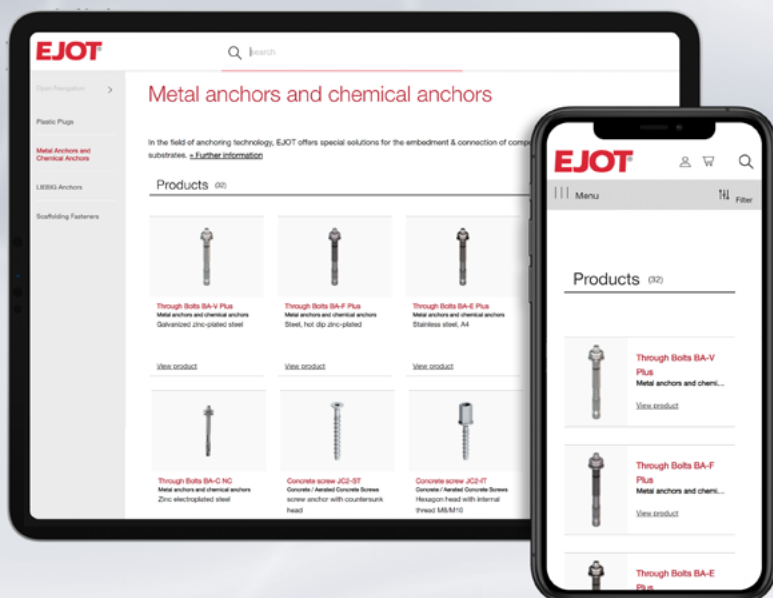 EJOT®
search
Open Navigation
Plastic Plugs
Metal Anchors and
Chemical Anchors
LIEBIG Anchors
Scaffolding Fasteners
Metal anchors and chemical anchors
In the field of anchoring technology, EJOT offers special solutions for the embedment & connection of
substrates. » Further information
Products (32)
Through Bolts BA-V Plus
Metal anchors and chemical anchors
Galvanized zinc-plated steel
View product
Through Bolts BA-F Plus
Metal anchors and chemical anchors
Steel, hot dip zinc-plated
View product
Through Bolts BA-E Plus
Metal anchors and chemical anchors
Stainless steel, A4
View product
Through Bolts BA-C NC
Metal anchors and chemical anchors
Zinc electroplated steel
Concrete screw JC2-ST
Concrete / Aerated Concrete Screws
screw anchor with countersunk
head
Concrete screw JC2-IT
Concrete / Aerated Concrete Screws
Hexagon head with internal
thread M8/M10
EJOT®
Menu
Filter
Products (32)
Through Bolts BA-V
Plus
Metal anchors and chemi...
View product
Through Bolts BA-F
Plus
Metal anchors and chemi...
View product
Through Bolts BA-E
Plus